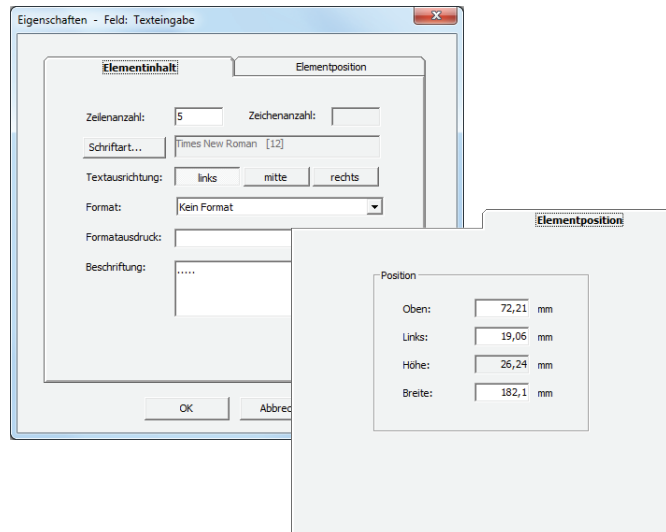 Eigenschaften - Feld: Texteingabe
x
Elementinhalt Elementposition
Zeilenanzahl: 5 Zeichenanzahl:
Schriftart... Times New Roman [12]
Textausrichtung: links mitte rechts
Format: Kein Format
Formatausdruck:
Beschriftung: .....
OK Abbrec
Elementposition
Position
Oben: 72,21 mm
Links: 19,06 mm
Höhe: 26,24 mm
Breite: 182,1 mm